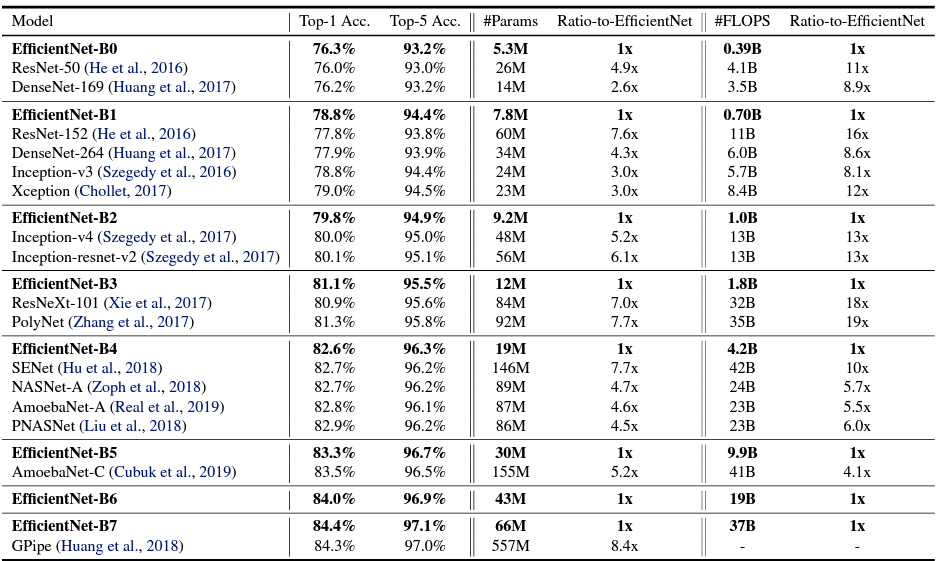 Model Top-1 Acc. Top-5 Acc. #Params Ratio-to-EfficientNet #FLOPS Ratio-to-EfficientNet
EfficientNet-B0 76.3% 93.2% 5.3M 1x 0.39B 1x
ResNet-50 (He et al., 2016) 76.0% 93.0% 26M 4.9x 4.1B 11x
DenseNet-169 (Huang et al., 2017) 76.2% 93.2% 14M 2.6x 3.5B 8.9x
EfficientNet-B1 78.8% 94.4% 7.8M 1x 0.70B 1x
ResNet-152 (He et al., 2016) 77.8% 93.8% 60M 7.6x 11B 16x
DenseNet-264 (Huang et al., 2017) 77.9% 93.9% 34M 4.3x 6.0B 8.6x
Inception-v3 (Szegedy et al., 2016) 78.8% 94.4% 24M 3.0x 5.7B 8.1x
Xception (Chollet, 2017) 79.0% 94.5% 23M 3.0x 8.4B 12x
EfficientNet-B2 79.8% 94.9% 9.2M 1x 1.0B 1x
Inception-v4 (Szegedy et al., 2017) 80.0% 95.0% 48M 5.2x 13B 13x
Inception-resnet-v2 (Szegedy et al., 2017) 80.1% 95.1% 56M 6.1x 13B 13x
EfficientNet-B3 81.1% 95.5% 12M 1x 1.8B 1x
ResNeXt-101 (Xie et al., 2017) 80.9% 95.6% 84M 7.0x 32B 18x
PolyNet (Zhang et al., 2017) 81.3% 95.8% 92M 7.7x 35B 19x
EfficientNet-B4 82.6% 96.3% 19M 1x 4.2B 1x
SENet (Hu et al., 2018) 82.7% 96.2% 146M 7.7x 42B 10x
NASNet-A (Zoph et al., 2018) 82.7% 96.2% 89M 4.7x 24B 5.7x
AmoebaNet-A (Real et al., 2019) 82.8% 96.1% 87M 4.6x 23B 5.5x
PNASNet (Liu et al., 2018) 82.9% 96.2% 86M 4.5x 23B 6.0x
EfficientNet-B5 83.3% 96.7% 30M 1x 9.9B 1x
AmoebaNet-C (Cubuk et al., 2019) 83.5% 96.5% 155M 5.2x 41B 4.1x
EfficientNet-B6 84.0% 96.9% 43M 1x 19B 1x
EfficientNet-B7 84.4% 97.1% 66M 1x 37B 1x
GPipe (Huang et al., 2018) 84.3% 97.0% 557M 8.4x - -